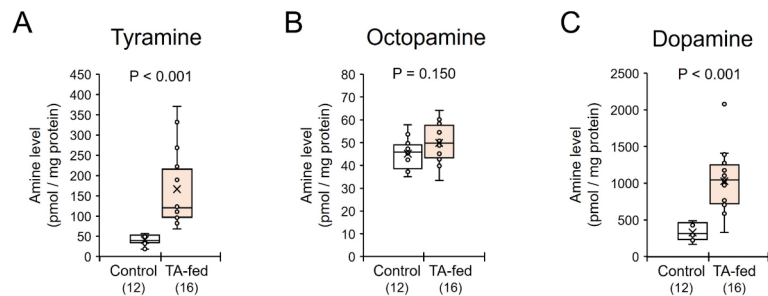 A
Tyramine
P < 0.001
Amine level
(pmol / mg protein)
450
400
350
300
250
200
150
100
50
0
Control
(12)
TA-fed
(16)
B
Octopamine
P = 0.150
Amine level
(pmol / mg protein)
80
70
60
50
40
30
20
10
0
Control
(12)
TA-fed
(16)
C
Dopamine
P < 0.001
Amine level
(pmol / mg protein)
2500
2000
1500
1000
500
0
Control
(12)
TA-fed
(16)